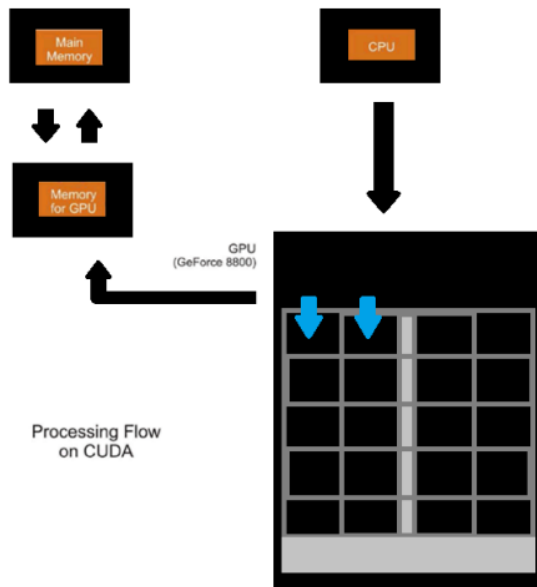 Main
Memory
CPU
Memory
for GPU
GPU
(GeForce 8800)
Processing Flow
on CUDA